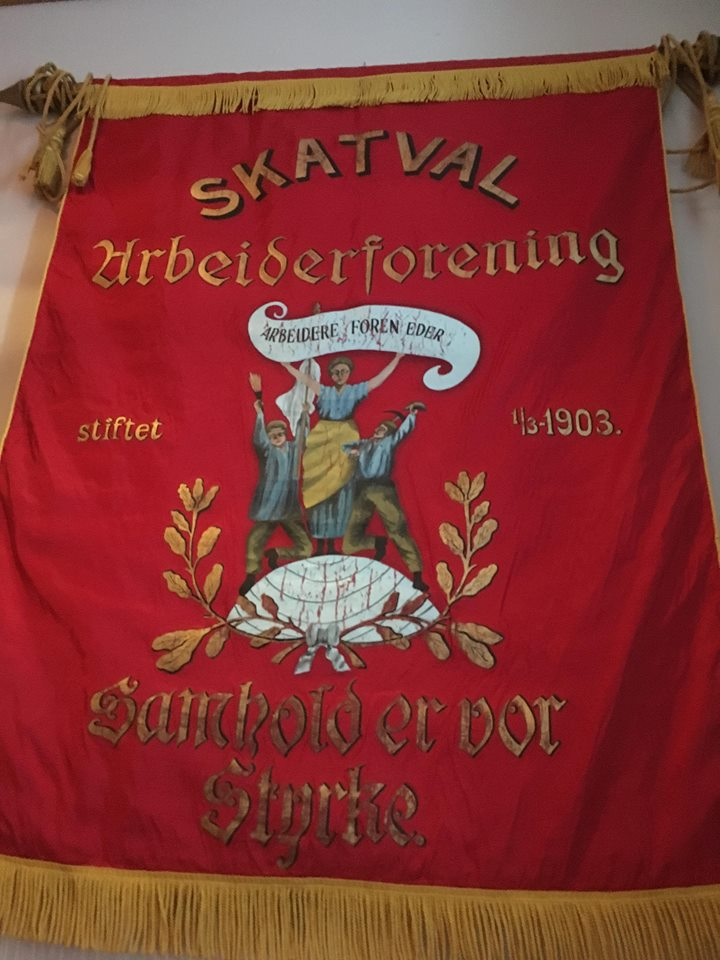 SKATVAL
Arbeiderforening
ARBEIDERE FOREN EDER
stiftet 1/3-1903.
Samhold er vor
Styrke.